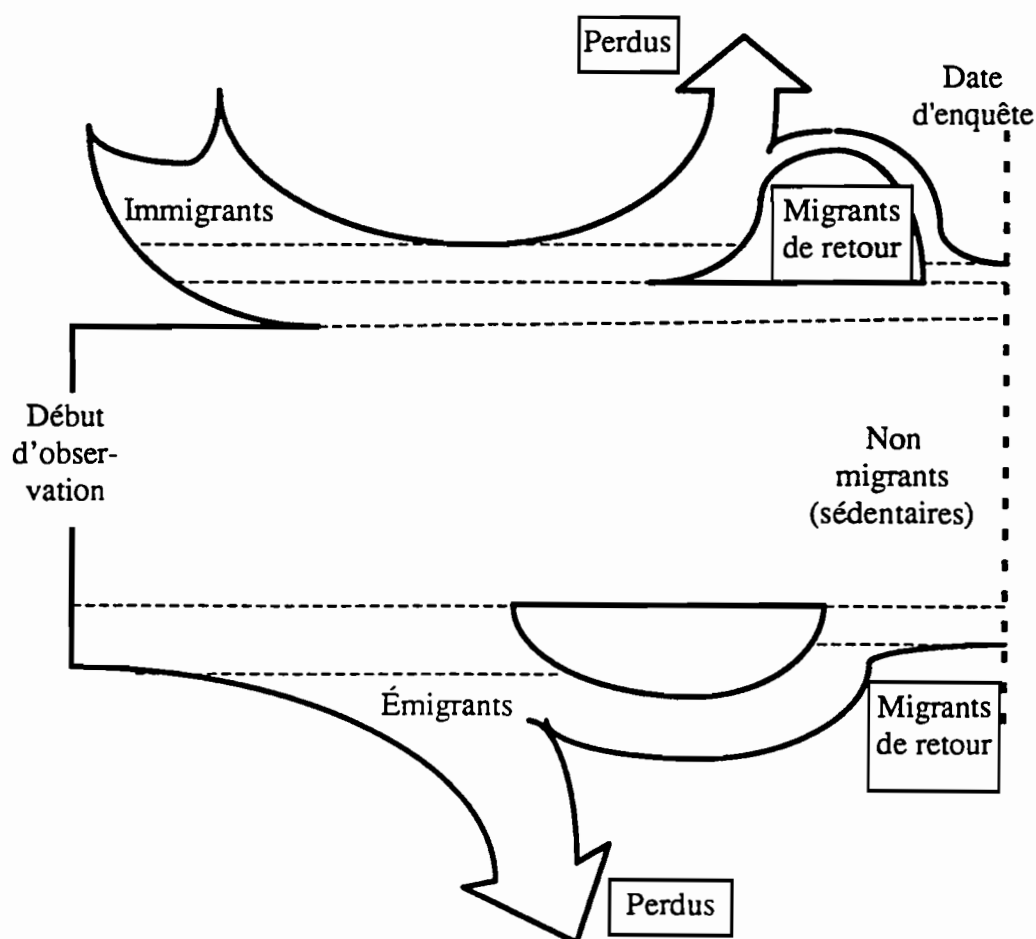 Perdus
Date
d'enquête
Immigrants
Migrants
de retour
Début
d'obser-
vation
Non
migrants
(sédentaires)
Émigrants
Migrants
de retour
Perdus